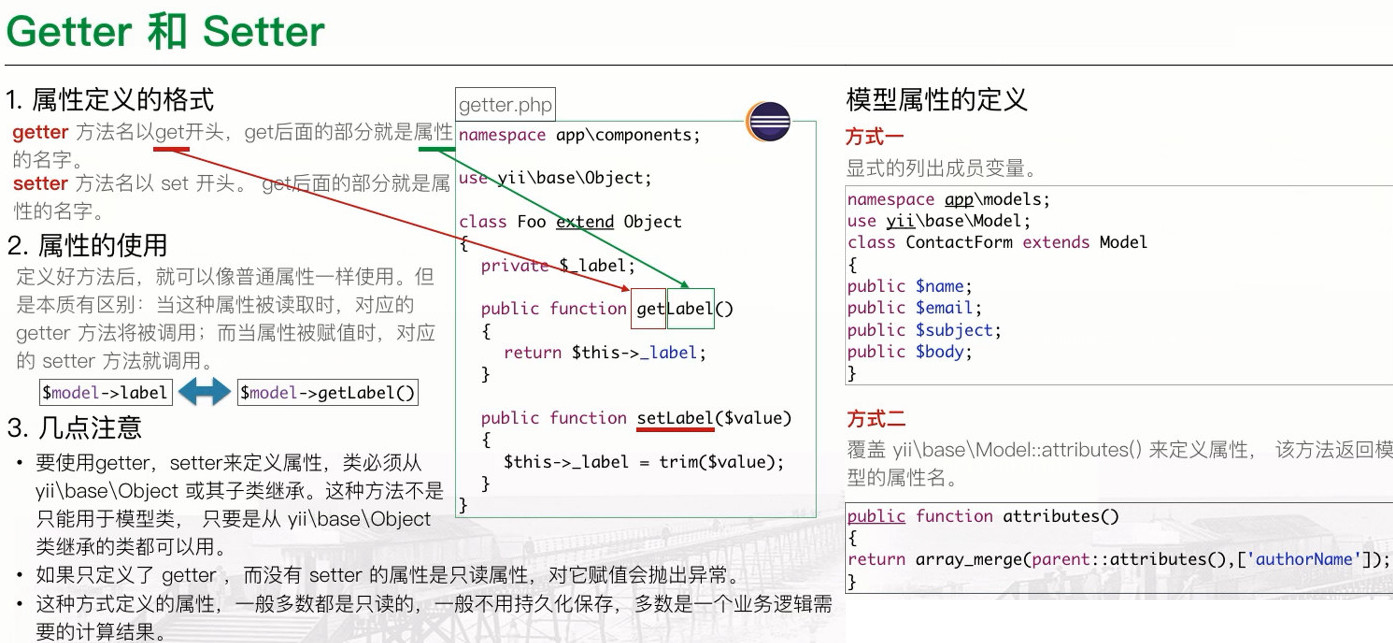 Getter 和 Setter
1. 属性定义的格式
getter 方法名以get开头，get后面的部分就是属性
的名字。
setter 方法名以 set 开头。 get后面的部分就是属
性的名字。
2. 属性的使用
定义好方法后，就可以像普通属性一样使用。但
是本质有区别：当这种属性被读取时，对应的
getter 方法将被调用；而当属性被赋值时，对应
的 setter 方法就调用。
$model->label
$model->getLabel()
3. 几点注意
• 要使用getter，setter来定义属性，类必须从
yii\base\Object 或其子类继承。这种方法不是
只能用于模型类， 只要是从 yii\base\Object
类继承的类都可以用。
• 如果只定义了 getter ，而没有 setter 的属性是只读属性，对它赋值会抛出异常。
• 这种方式定义的属性，一般多数都是只读的，一般不用持久化保存，多数是一个业务逻辑需
要的计算结果。
getter.php
namespace app\components;
use yii\base\Object;
class Foo extend Object
{
private $_label;
public function getLabel()
{
return $this->_label;
}
public function setLabel($value)
{
$this->_label = trim($value);
}
}
模型属性的定义
方式一
显式的列出成员变量。
namespace app\models;
use yii\base\Model;
class ContactForm extends Model
{
public $name;
public $email;
public $subject;
public $body;
}
方式二
覆盖 yii\base\Model::attributes() 来定义属性， 该方法返回模
型的属性名。
public function attributes()
{
return array_merge(parent::attributes(),['authorName']);
}